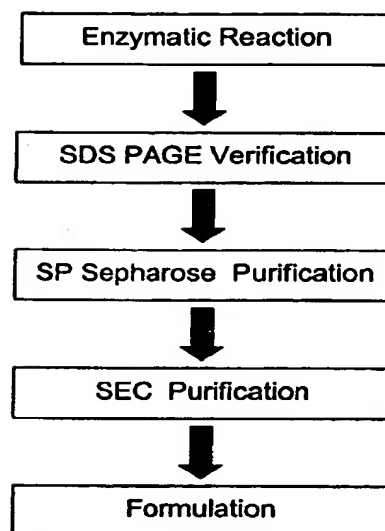 Enzymatic Reaction
SDS PAGE Verification
SP Sepharose Purification
SEC Purification
Formulation